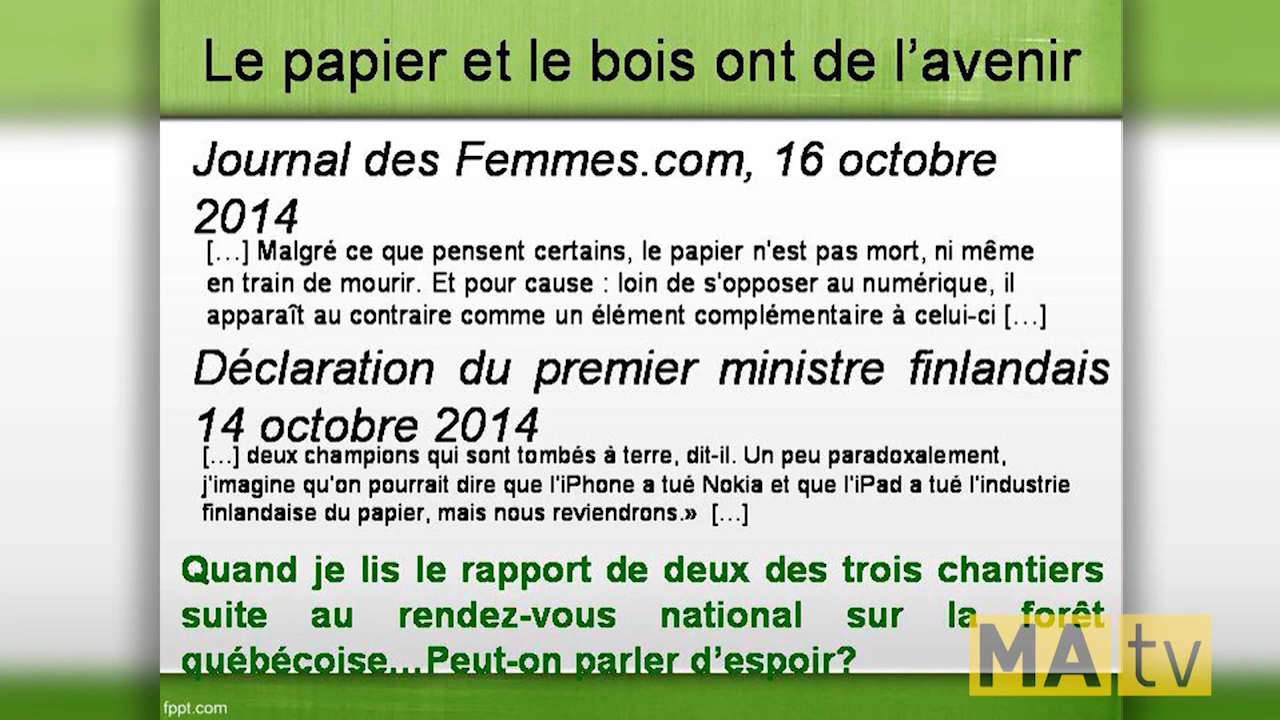 Le papier et le bois ont de l’avenir
Journal des Femmes.com, 16 octobre
2014
[…] Malgré ce que pensent certains, le papier n'est pas mort, ni même
en train de mourir. Et pour cause : loin de s'opposer au numérique, il
apparaît au contraire comme un élément complémentaire à celui-ci […]
Déclaration du premier ministre finlandais
14 octobre 2014
[…] deux champions qui sont tombés à terre, dit-il. Un peu paradoxalement,
j'imagine qu'on pourrait dire que l'iPhone a tué Nokia et que l'iPad a tué l'industrie
finlandaise du papier, mais nous reviendrons.» […]
Quand je lis le rapport de deux des trois chantiers
suite au rendez-vous national sur la forêt
québécoise…Peut-on parler d’espoir?
MAtv
fppt.com